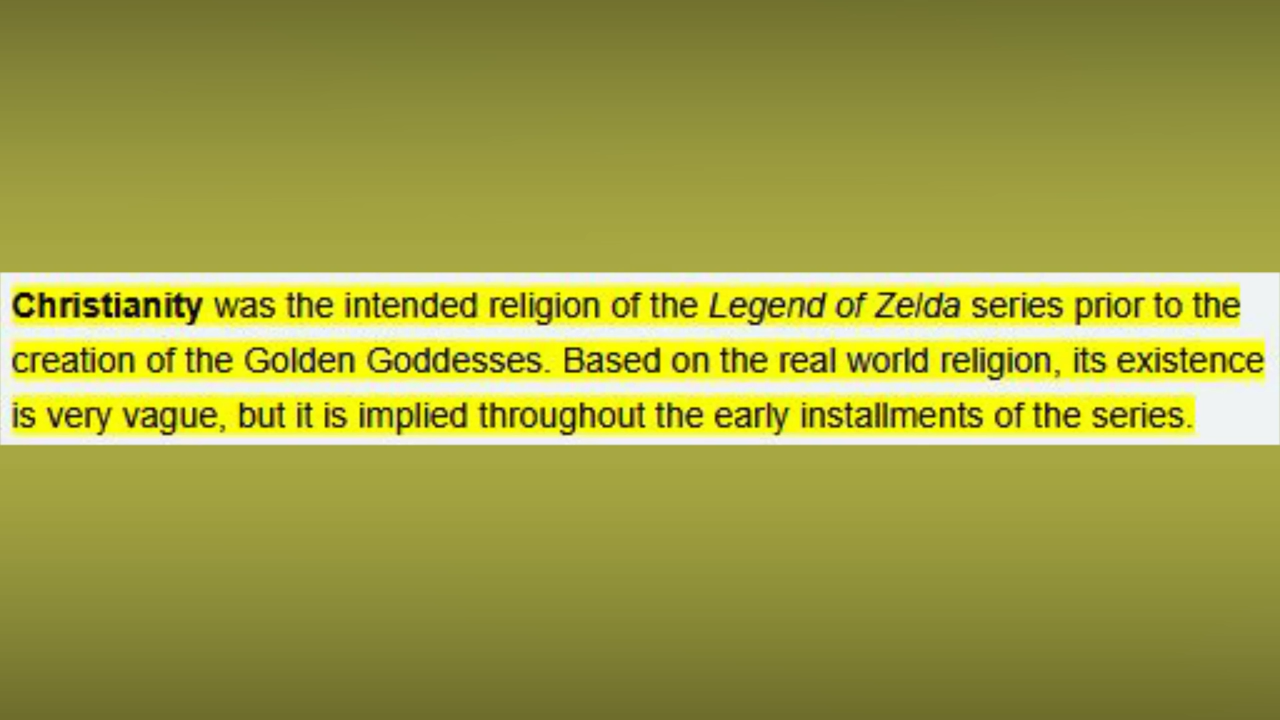 Christianity was the intended religion of the Legend of Zelda series prior to the
creation of the Golden Goddesses. Based on the real world religion, its existence
is very vague, but it is implied throughout the early installments of the series.